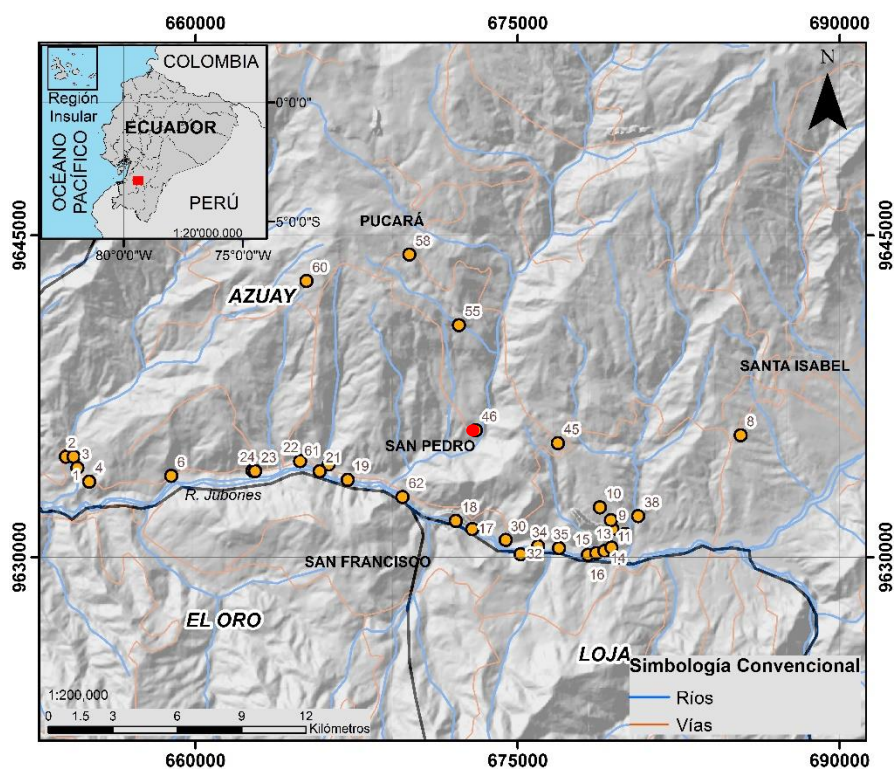 660000
675000
690000
COLOMBIA
Región
Insular
ECUADOR
OCÉANO
PACÍFICO
PERÚ
1:20'000.000
0°0'0"
5°0'0"S
80°0'0"W
75°0'0"W
N
9645000
9645000
PUCARÁ
58
60
AZUAY
55
SANTA ISABEL
8
46
SAN PEDRO
45
2
3
1
4
6
24
23
22
61
21
19
R. Jubones
62
18
17
10
9
38
11
30
34
35
15
13
14
32
16
9630000
9630000
SAN FRANCISCO
EL ORO
LOJA
Simbología Convencional
Ríos
Vías
1:200,000
0 1.5 3 6 9 12
Kilómetros
660000
675000
690000